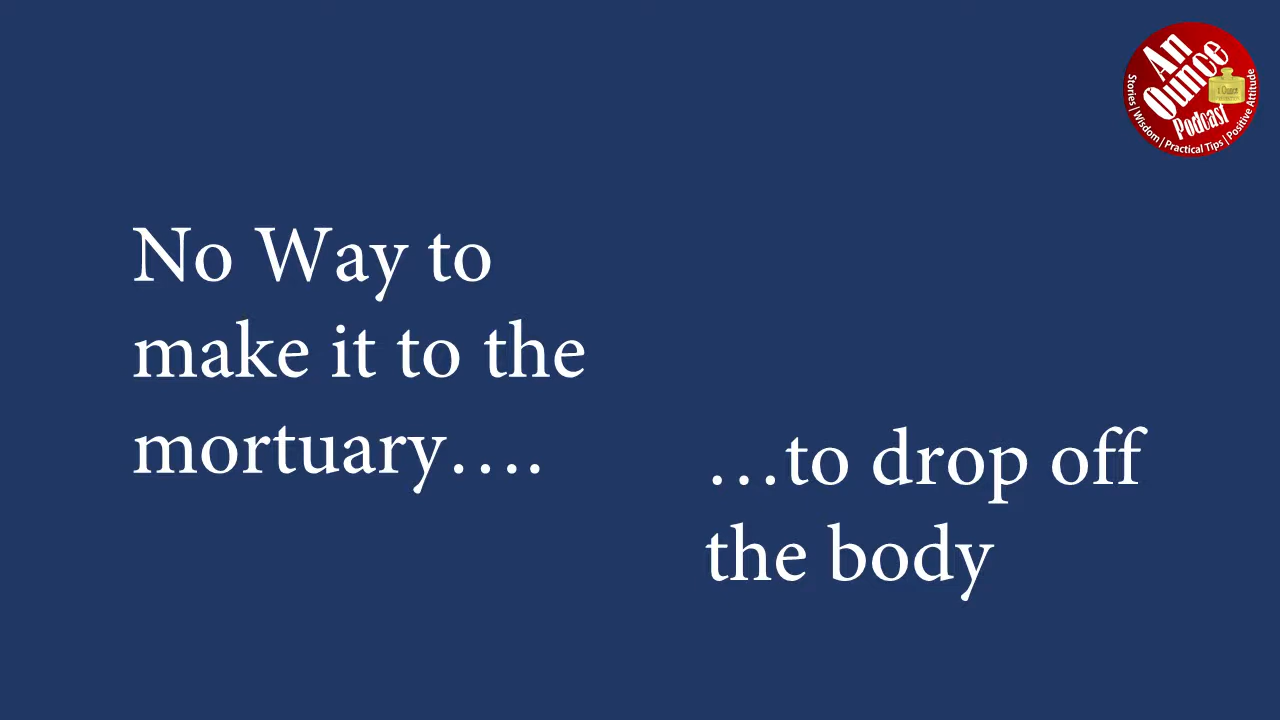 An
Ounce
Podcast
Stories | Wisdom | Practical Tips | Positive Attitude
No Way to
make it to the
mortuary….
…to drop off
the body